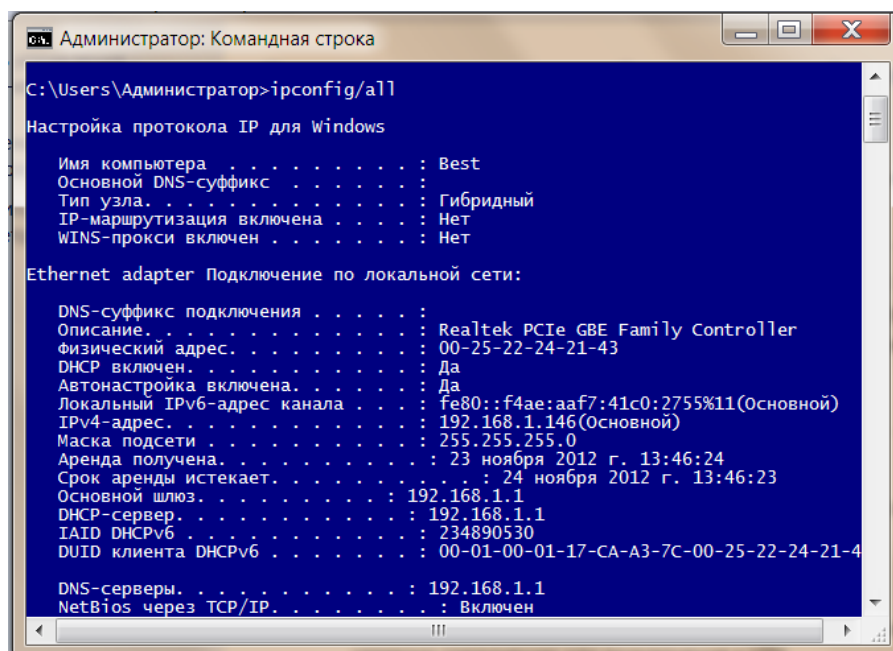 Администратор: Командная строка
C:\Users\Администратор>ipconfig/all
Настройка протокола IP для Windows
Имя компьютера . . . . . . . . . : Best
Основной DNS-суффикс . . . . . . :
Тип узла. . . . . . . . . . . . . : Гибридный
IP-маршрутизация включена . . . . : Нет
WINS-прокси включен . . . . . . . : Нет
Ethernet adapter Подключение по локальной сети:
DNS-суффикс подключения . . . . . :
Описание. . . . . . . . . . . . . : Realtek PCIe GBE Family Controller
Физический адрес. . . . . . . . . : 00-25-22-24-21-43
DHCP включен. . . . . . . . . . . : Да
Автонастройка включена. . . . . . : Да
Локальный IPv6-адрес канала . . . : fe80::f4ae:aaf7:41c0:2755%11(Основной)
IPv4-адрес. . . . . . . . . . . . : 192.168.1.146(Основной)
Маска подсети . . . . . . . . . . : 255.255.255.0
Аренда получена. . . . . . . . . . : 23 ноября 2012 г. 13:46:24
Срок аренды истекает. . . . . . . . . . : 24 ноября 2012 г. 13:46:23
Основной шлюз. . . . . . . . . : 192.168.1.1
DHCP-сервер. . . . . . . . . . . : 192.168.1.1
IAID DHCPv6 . . . . . . . . . . . : 234890530
DUID клиента DHCPv6 . . . . . . . : 00-01-00-01-17-CA-A3-7C-00-25-22-24-21-4
DNS-серверы. . . . . . . . . . . : 192.168.1.1
NetBios через TCP/IP. . . . . . . . : Включен